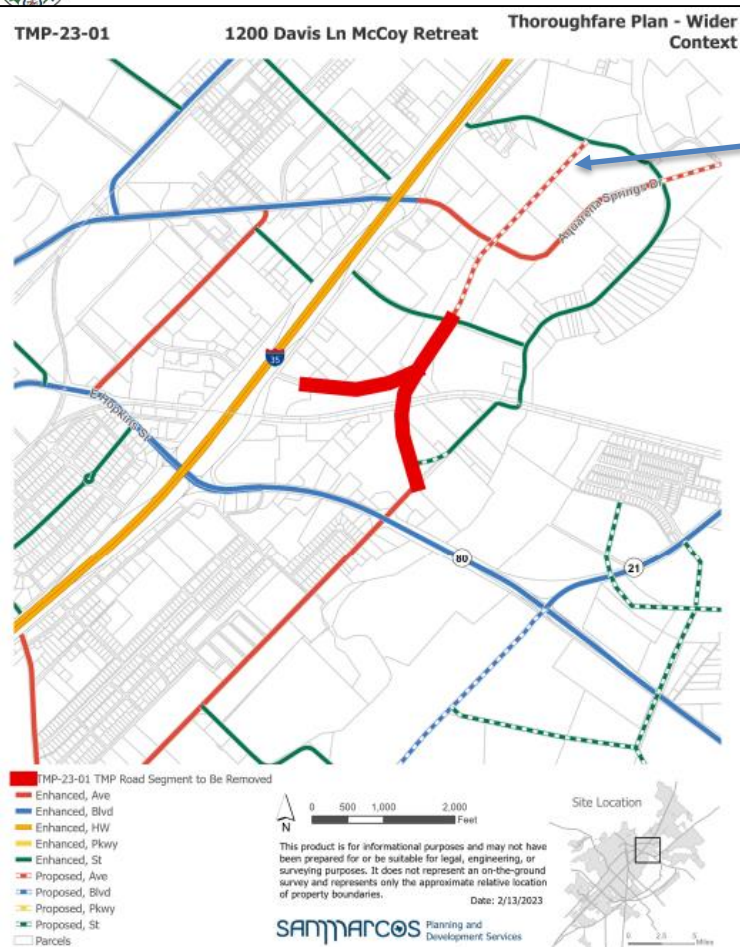 TMP-23-01
1200 Davis Ln McCoy Retreat
Thoroughfare Plan - Wider
Context
Aquarena Springs Dr
35
E Hopkins St
80
21
TMP-23-01 TMP Road Segment to Be Removed
Enhanced, Ave
Enhanced, Blvd
Enhanced, HW
Enhanced, Pkwy
Enhanced, St
Proposed, Ave
Proposed, Blvd
Proposed, Pkwy
Proposed, St
Parcels
N
0 500 1,000 2,000
Feet
This product is for informational purposes and may not have
been prepared for or be suitable for legal, engineering, or
surveying purposes. It does not represent an on-the-ground
survey and represents only the approximate relative location
of property boundaries.
Date: 2/13/2023
SANMARCOS Planning and
Development Services
Site Location
0 2.5 5
Miles